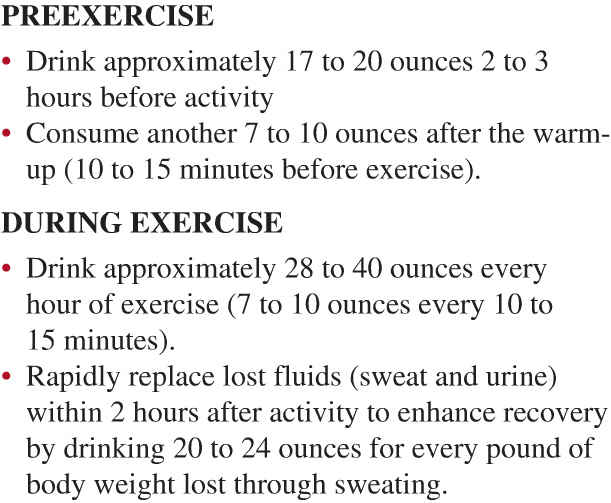 PREEXERCISE
• Drink approximately 17 to 20 ounces 2 to 3
hours before activity
• Consume another 7 to 10 ounces after the warm-
up (10 to 15 minutes before exercise).
DURING EXERCISE
• Drink approximately 28 to 40 ounces every
hour of exercise (7 to 10 ounces every 10 to
15 minutes).
• Rapidly replace lost fluids (sweat and urine)
within 2 hours after activity to enhance recovery
by drinking 20 to 24 ounces for every pound of
body weight lost through sweating.